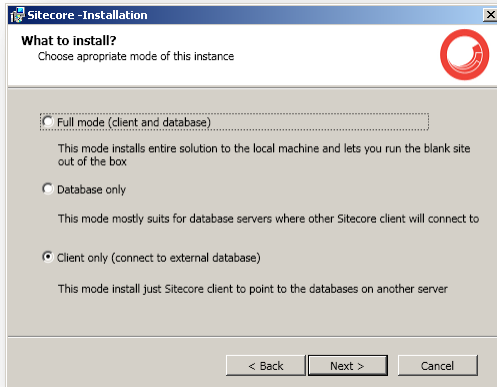 Sitecore -Installation
What to install?
Choose apropriate mode of this instance
Full mode (client and database)
This mode installs entire solution to the local machine and lets you run the blank site
out of the box
Database only
This mode mostly suits for database servers where other Sitecore client will connect to
Client only (connect to external database)
This mode install just Sitecore client to point to the databases on another server
< Back
Next >
Cancel